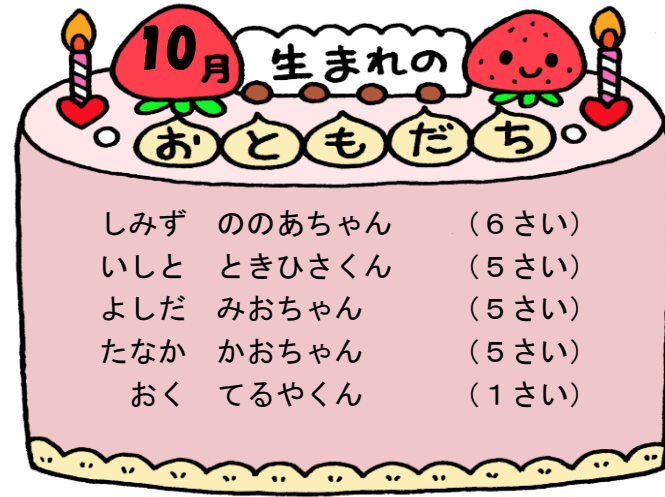 10月 生まれの
おともだち
しみず ののあちゃん （6さい）
いしと ときひさくん （5さい）
よしだ みおちゃん （5さい）
たなか かおちゃん （5さい）
おく てるやくん （1さい）